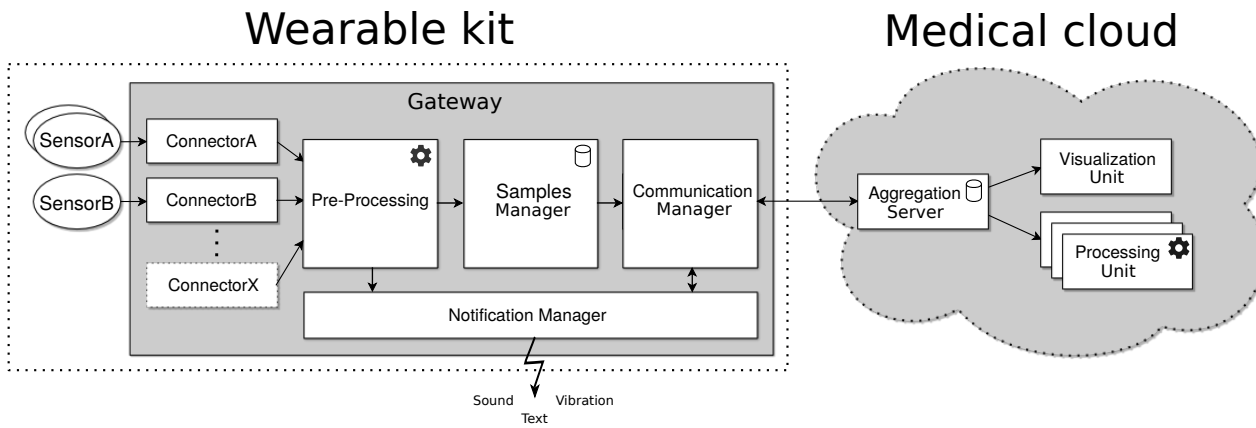 Wearable kit
Medical cloud
Gateway
SensorA
ConnectorA
SensorB
ConnectorB
ConnectorX
Pre-Processing
Samples
Manager
Communication
Manager
Notification Manager
Sound
Vibration
Text
Aggregation
Server
Visualization
Unit
Processing
Unit